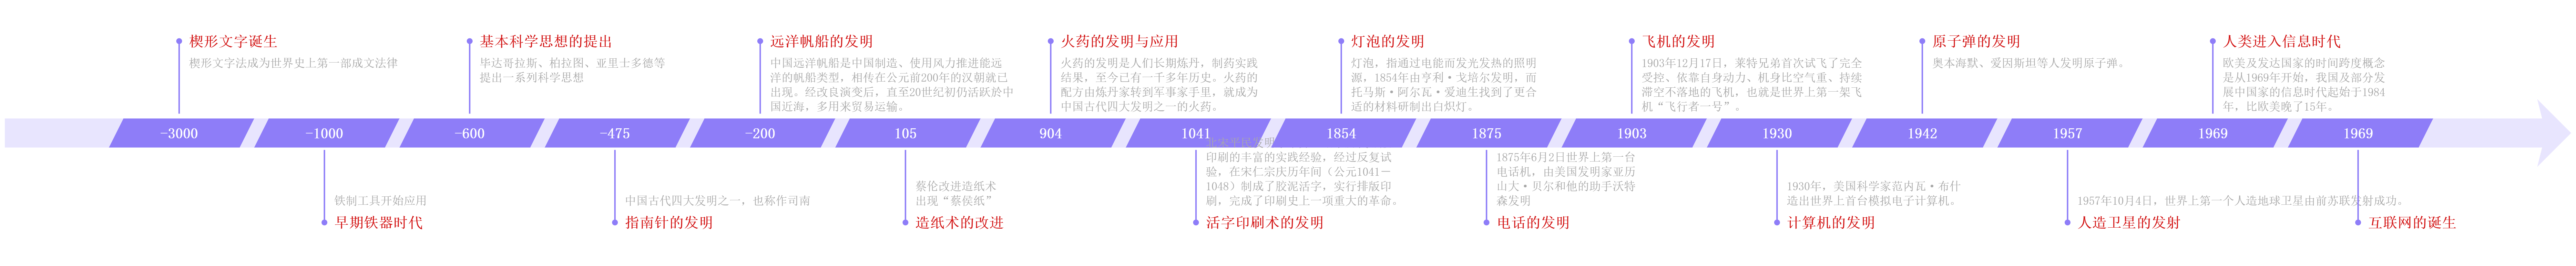 楔形文字诞生
楔形文字法成为世界史上第一部成文法律
基本科学思想的提出
毕达哥拉斯、柏拉图、亚里士多德等
提出一系列科学思想
远洋帆船的发明
中国远洋帆船是中国制造、使用风力推进能远
洋的帆船类型，相传在公元前200年的汉朝就已
出现。经改良演变后，直至20世纪初仍活跃於中
国近海，多用来贸易运输。
火药的发明与应用
火药的发明是人们长期炼丹，制药实践
结果，至今已有一千多年历史。火药的
配方由炼丹家转到军事家手里，就成为
中国古代四大发明之一的火药。
灯泡的发明
灯泡，指通过电能而发光发热的照明
源，1854年由亨利·戈培尔发明，而
托马斯·阿尔瓦·爱迪生找到了更合
适的材料研制出白炽灯。
飞机的发明
1903年12月17日，莱特兄弟首次试飞了完全
受控、依靠自身动力、机身比空气重、持续
滞空不落地的飞机，也就是世界上第一架飞
机“飞行者一号”。
原子弹的发明
奥本海默、爱因斯坦等人发明原子弹。
人类进入信息时代
欧美及发达国家的时间跨度概念
是从1969年开始，我国及部分发
展中国家的信息时代起始于1984
年，比欧美晚了15年。
-3000
-1000
-600
-475
-200
105
904
1041
1854
1875
1903
1930
1942
1957
1969
1969
铁制工具开始应用
早期铁器时代
中国古代四大发明之一，也称作司南
指南针的发明
蔡伦改进造纸术
出现“蔡侯纸”
造纸术的改进
北宋平民发明
印刷的丰富的实践经验，经过反复试
验，在宋仁宗庆历年间（公元1041－
1048）制成了胶泥活字，实行排版印
刷，完成了印刷史上一项重大的革命。
活字印刷术的发明
1875年6月2日世界上第一台
电话机，由美国发明家亚历
山大·贝尔和他的助手沃特
森发明
电话的发明
1930年，美国科学家范内瓦·布什
造出世界上首台模拟电子计算机。
计算机的发明
1957年10月4日，世界上第一个人造地球卫星由前苏联发射成功。
人造卫星的发射
互联网的诞生